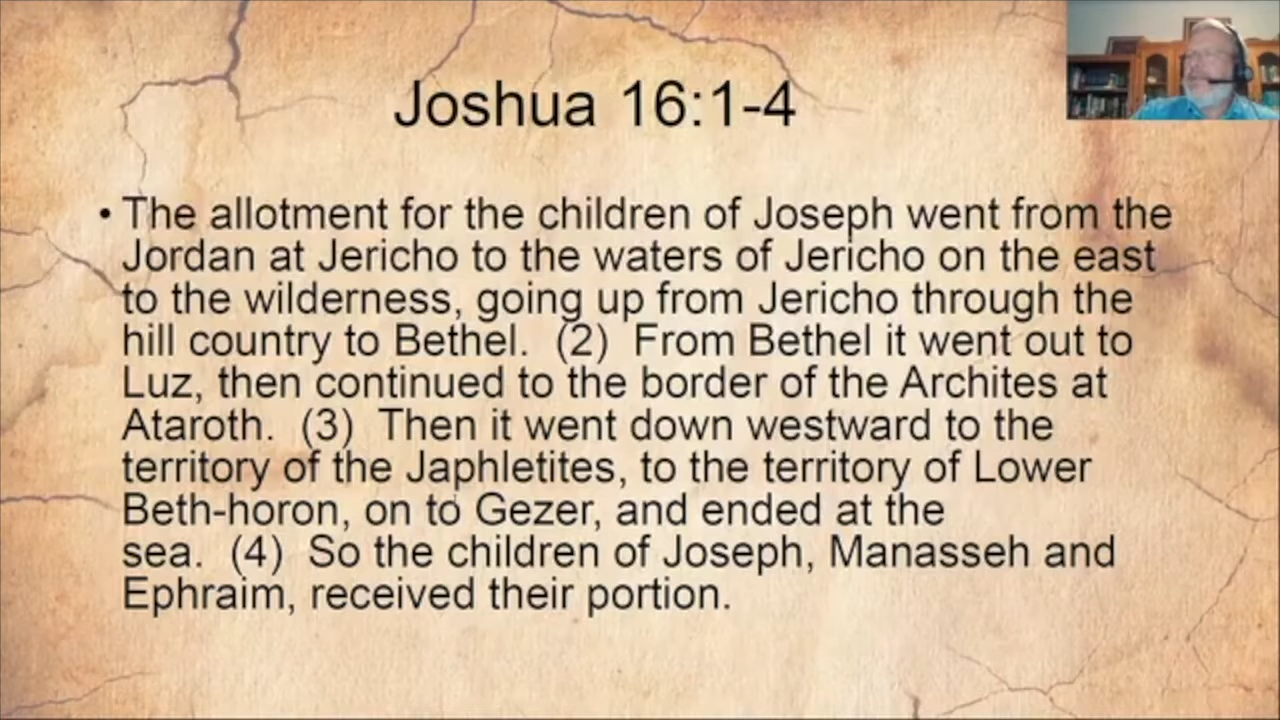 Joshua 16:1-4
• The allotment for the children of Joseph went from the
Jordan at Jericho to the waters of Jericho on the east
to the wilderness, going up from Jericho through the
hill country to Bethel.  (2)  From Bethel it went out to
Luz, then continued to the border of the Archites at
Ataroth.  (3)  Then it went down westward to the
territory of the Japhletites, to the territory of Lower
Beth-horon, on to Gezer, and ended at the
sea.  (4)  So the children of Joseph, Manasseh and
Ephraim, received their portion.